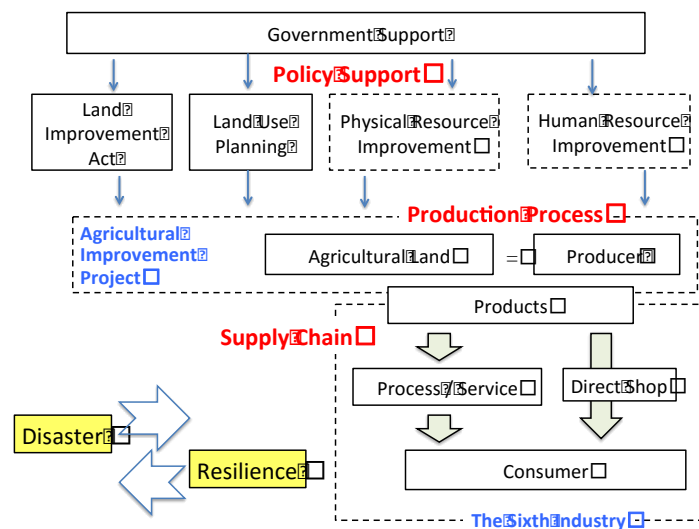 Government Support
Policy Support
Land
Improvement
Act
Land Use
Planning
Physical Resource
Improvement
Human Resource
Improvement
Production Process
Agricultural
Improvement
Project
Agricultural Land
=
Producer
Products
Supply Chain
Process / Service
Direct Shop
Disaster
Resilience
Consumer
The Sixth Industry